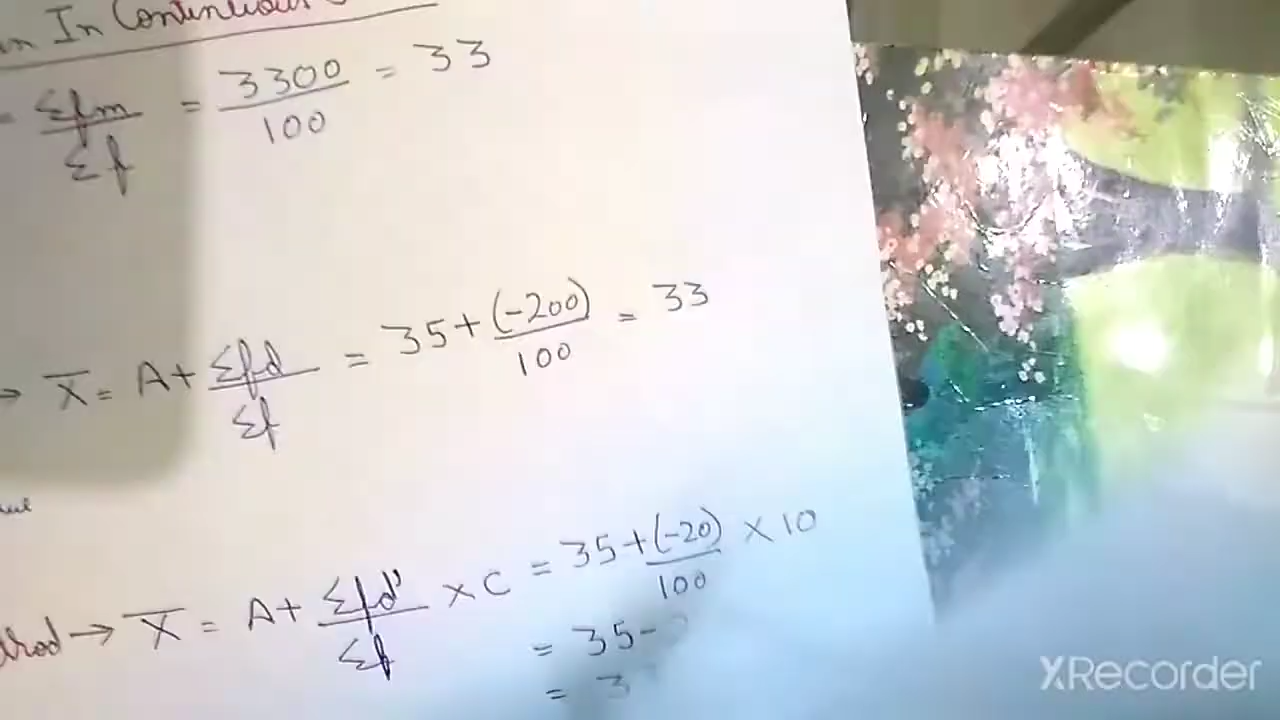 In Continuous
= Σfm/Σf = 3300/100 = 33
→ X̄ = A + Σfd/Σf = 35 + (-200)/100 = 33
→ X̄ = A + Σfd'/Σf × C = 35 + (-20)/100 × 10
= 35 -
= 3
XRecorder